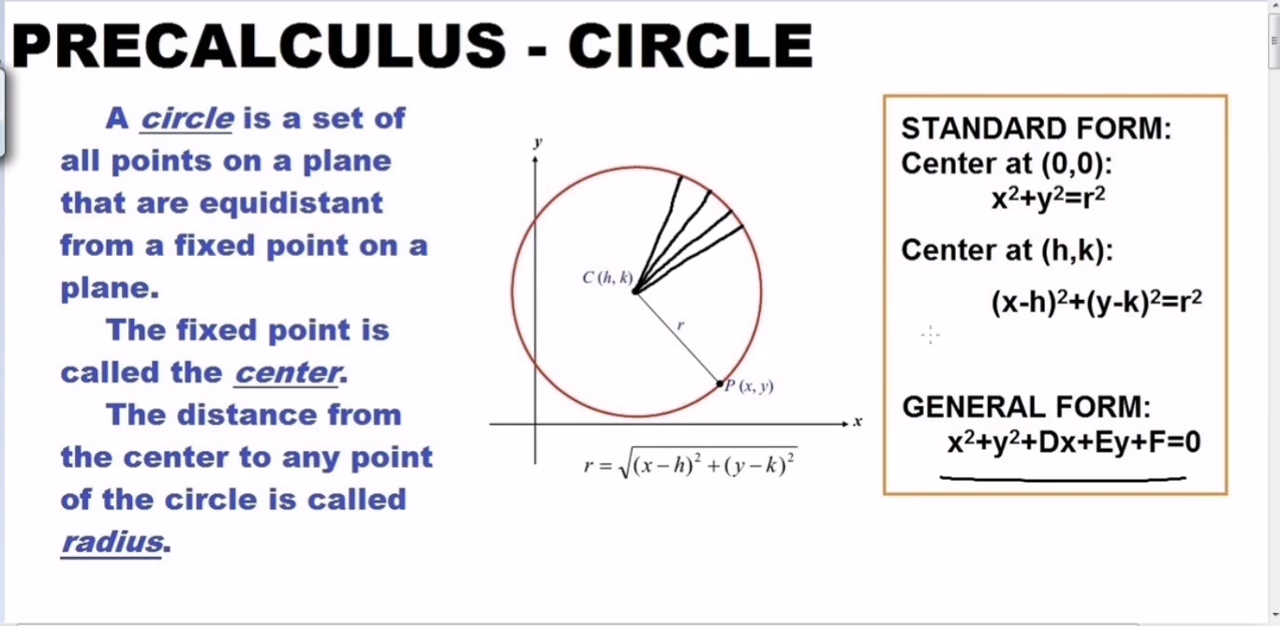 PRECALCULUS - CIRCLE
A circle is a set of
all points on a plane
that are equidistant
from a fixed point on a
plane.
The fixed point is
called the center.
The distance from
the center to any point
of the circle is called
radius.
y
C (h, k)
r
P (x, y)
x
r = √(x – h)² + (y – k)²
STANDARD FORM:
Center at (0,0):
x²+y²=r²
Center at (h,k):
(x-h)²+(y-k)²=r²
GENERAL FORM:
x²+y²+Dx+Ey+F=0